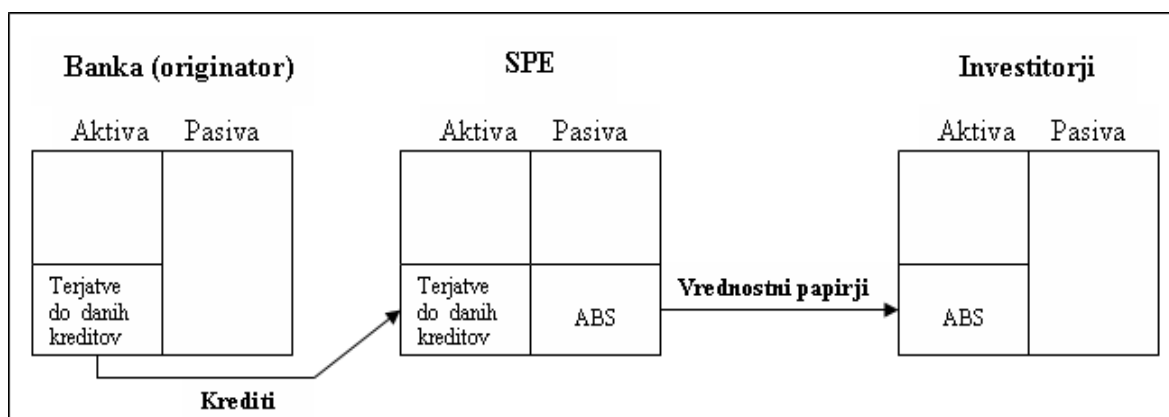 Banka (originator)
SPE
Investitorji
Aktiva Pasiva
Aktiva Pasiva
Aktiva Pasiva
Terjatve
do danih
kreditov
Terjatve
do danih
kreditov
ABS
Vrednostni papirji
ABS
Krediti